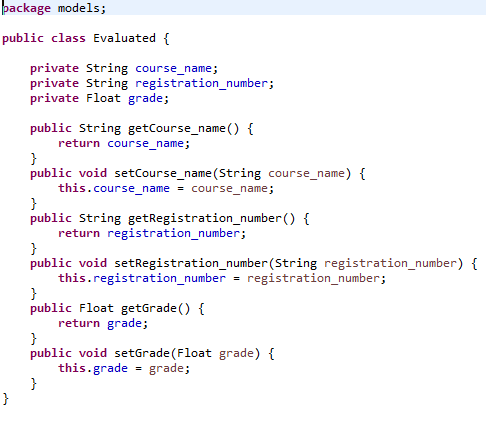 package models;
public class Evaluated {
private String course_name;
private String registration_number;
private Float grade;
public String getCourse_name() {
return course_name;
}
public void setCourse_name(String course_name) {
this.course_name = course_name;
}
public String getRegistration_number() {
return registration_number;
}
public void setRegistration_number(String registration_number) {
this.registration_number = registration_number;
}
public Float getGrade() {
return grade;
}
public void setGrade(Float grade) {
this.grade = grade;
}
}